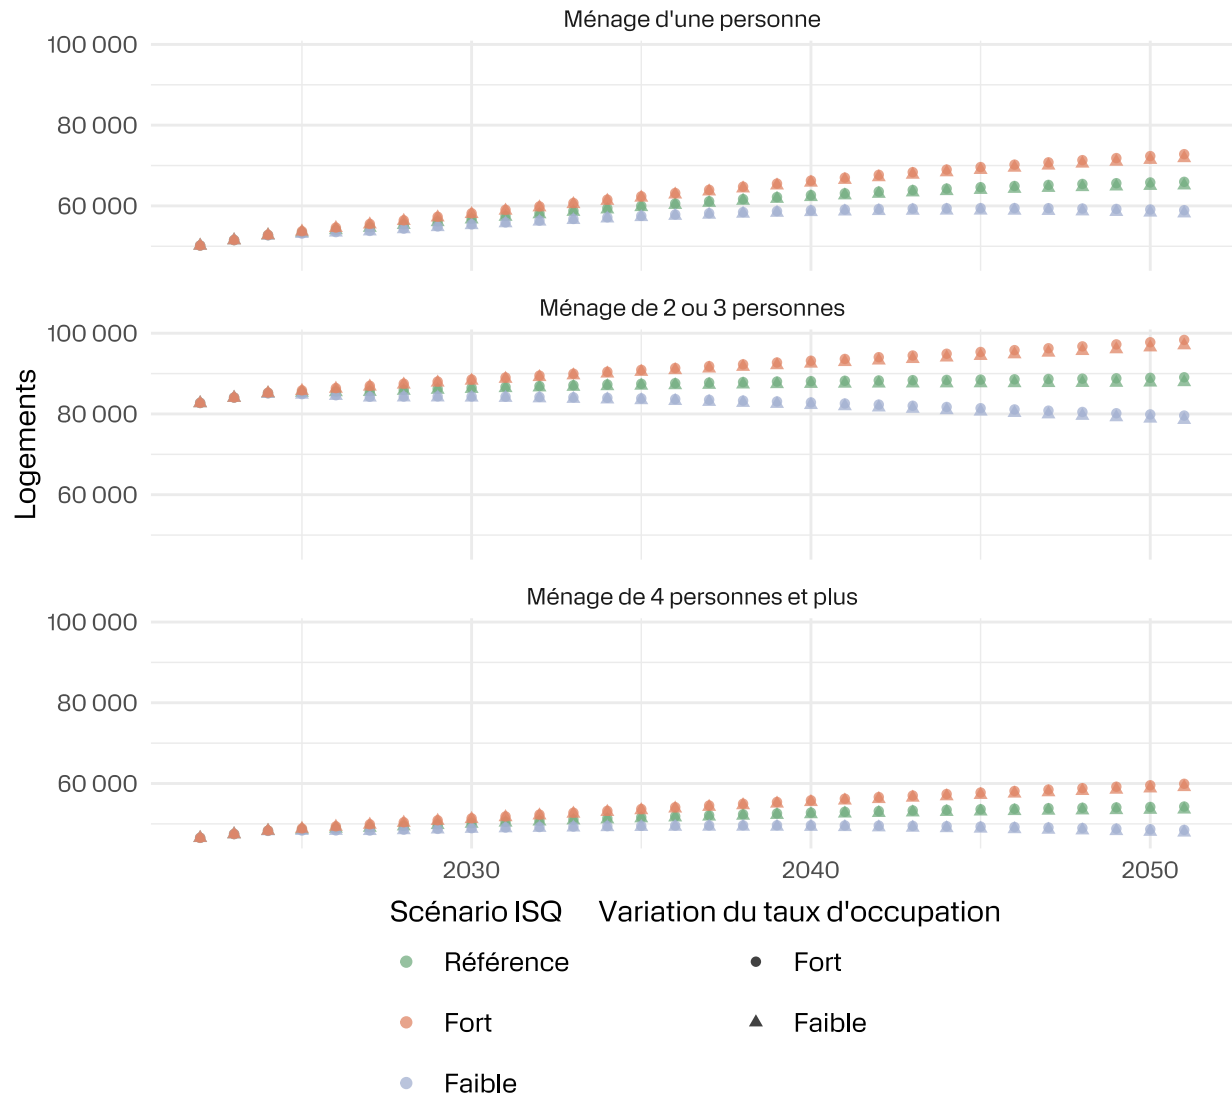 Ménage d'une personne
100 000
80 000
60 000
Ménage de 2 ou 3 personnes
100 000
80 000
60 000
Logements
Ménage de 4 personnes et plus
100 000
80 000
60 000
2030 2040 2050
Scénario ISQ Variation du taux d'occupation
Référence Fort
Fort Faible
Faible